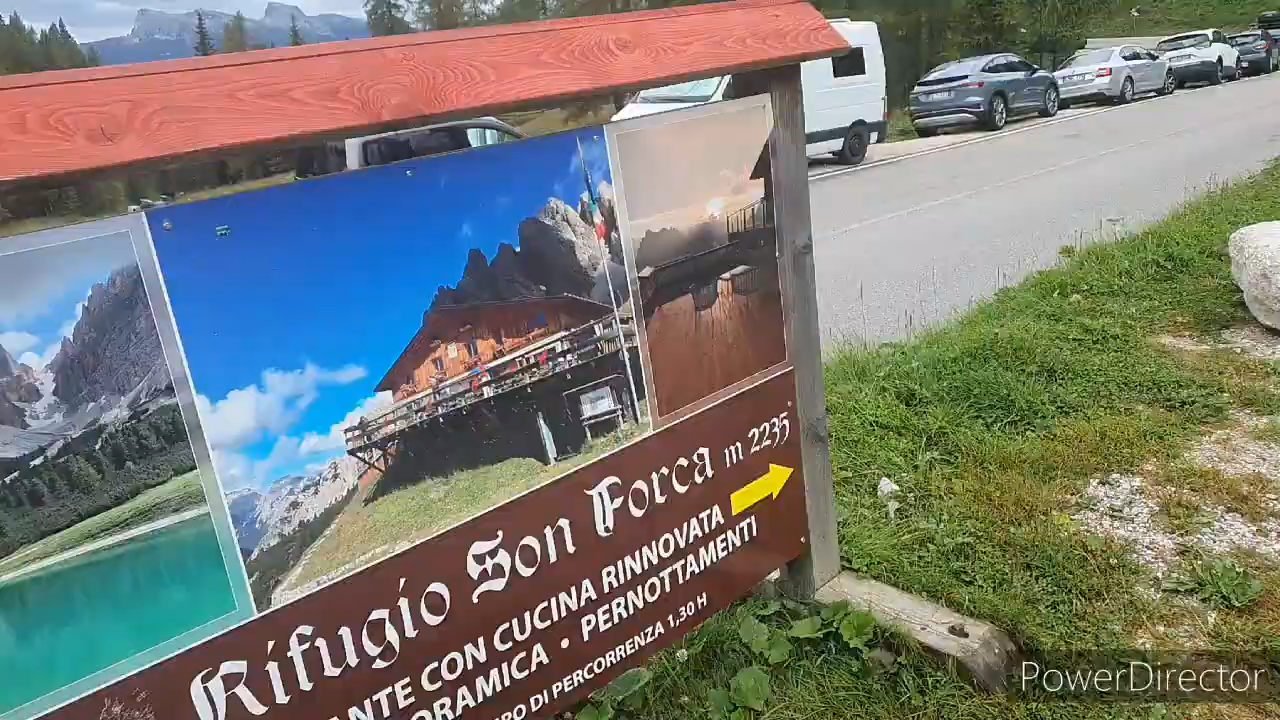 Rifugio Son Forca m 2235
ANTE CON CUCINA RINNOVATA
ORAMICA • PERNOTTAMENTI
PO DI PERCORRENZA 1,30 H
PowerDirector